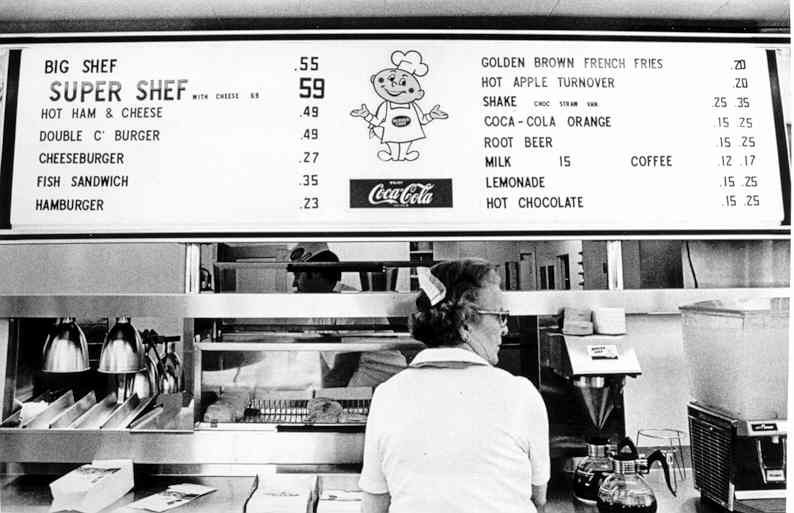 BIG SHEF .55
SUPER SHEF WITH CHEESE 69 59
HOT HAM & CHEESE .49
DOUBLE C' BURGER .49
CHEESEBURGER .27
FISH SANDWICH .35
HAMBURGER .23
ENJOY
Coca-Cola
GOLDEN BROWN FRENCH FRIES .20
HOT APPLE TURNOVER .20
SHAKE CHOC STRAW VAN .25 .35
COCA-COLA ORANGE .15 .25
ROOT BEER .15 .25
MILK 15 COFFEE .12 .17
LEMONADE .15 .25
HOT CHOCOLATE .15 .25